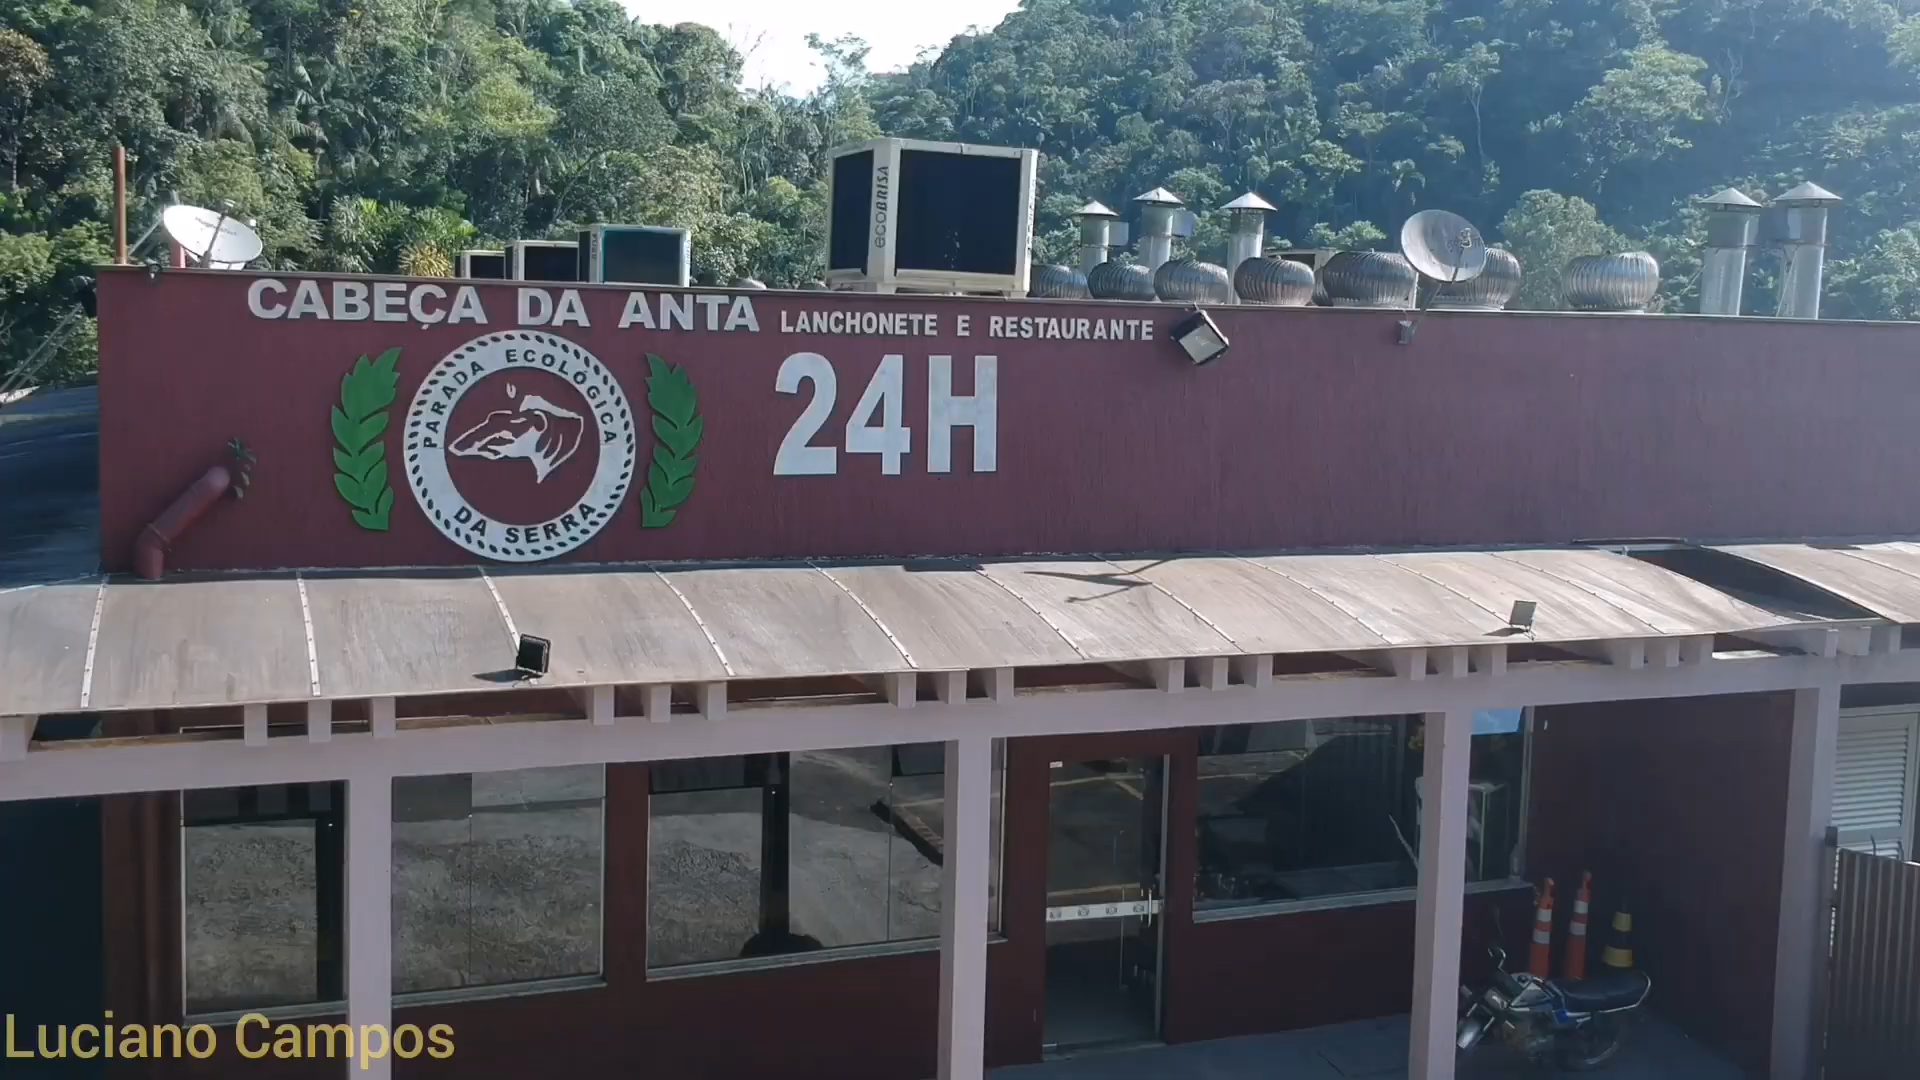 ecoBRISA
CABEÇA DA ANTA LANCHONETE E RESTAURANTE
24H
PARADA ECOLÓGICA
DA SERRA
Luciano Campos